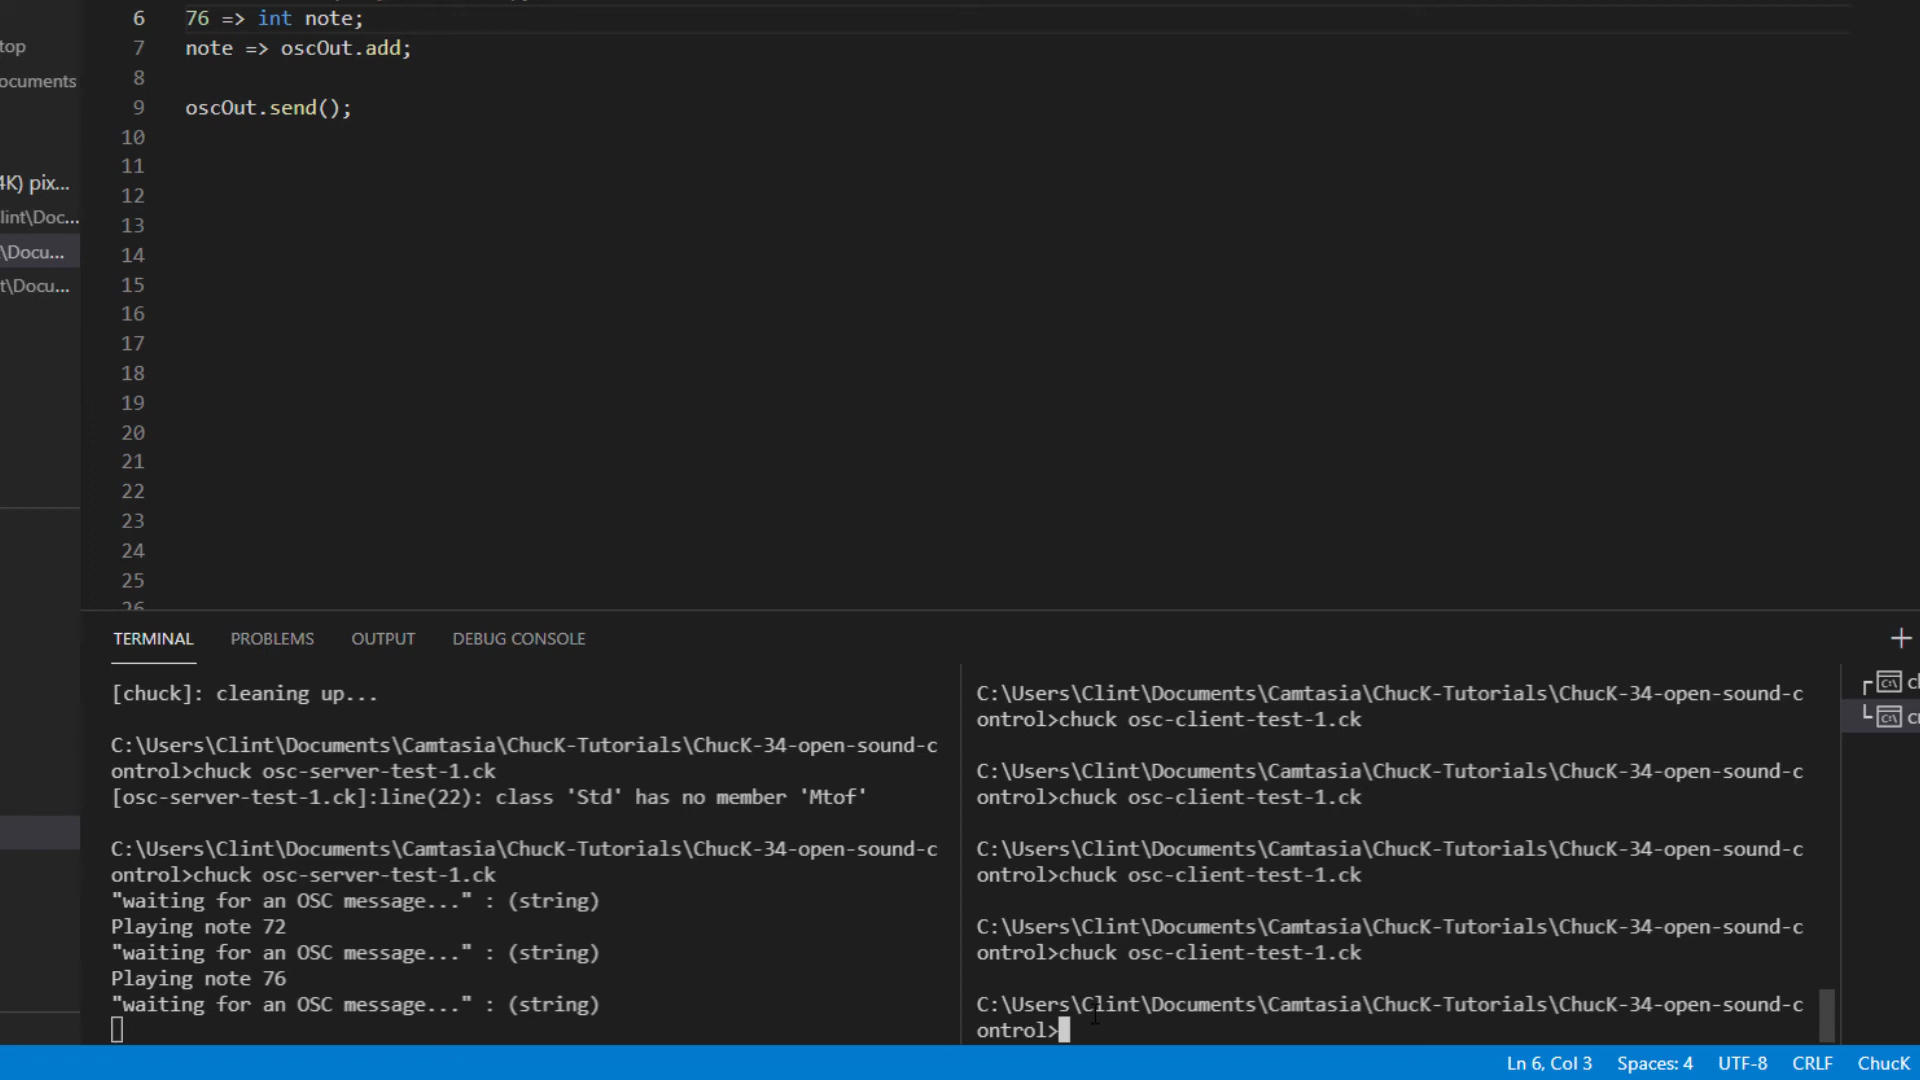 6 76 => int note;
top
7 note => oscOut.add;
ocuments
8
9 oscOut.send();
10
11
4K) pix...
12
lint\Doc...
13
\Docu...
14
t\Docu...
15
16
17
18
19
20
21
22
23
24
25
26
TERMINAL PROBLEMS OUTPUT DEBUG CONSOLE
[chuck]: cleaning up...
C:\Users\Clint\Documents\Camtasia\ChucK-Tutorials\ChucK-34-open-sound-c
ontrol>chuck osc-server-test-1.ck
[osc-server-test-1.ck]:line(22): class 'Std' has no member 'Mtof'
C:\Users\Clint\Documents\Camtasia\ChucK-Tutorials\ChucK-34-open-sound-c
ontrol>chuck osc-server-test-1.ck
"waiting for an OSC message..." : (string)
Playing note 72
"waiting for an OSC message..." : (string)
Playing note 76
"waiting for an OSC message..." : (string)
C:\Users\Clint\Documents\Camtasia\ChucK-Tutorials\ChucK-34-open-sound-c
ontrol>chuck osc-client-test-1.ck
C:\Users\Clint\Documents\Camtasia\ChucK-Tutorials\ChucK-34-open-sound-c
ontrol>chuck osc-client-test-1.ck
C:\Users\Clint\Documents\Camtasia\ChucK-Tutorials\ChucK-34-open-sound-c
ontrol>chuck osc-client-test-1.ck
C:\Users\Clint\Documents\Camtasia\ChucK-Tutorials\ChucK-34-open-sound-c
ontrol>chuck osc-client-test-1.ck
C:\Users\Clint\Documents\Camtasia\ChucK-Tutorials\ChucK-34-open-sound-c
ontrol>
Ln 6, Col 3 Spaces: 4 UTF-8 CRLF ChucK